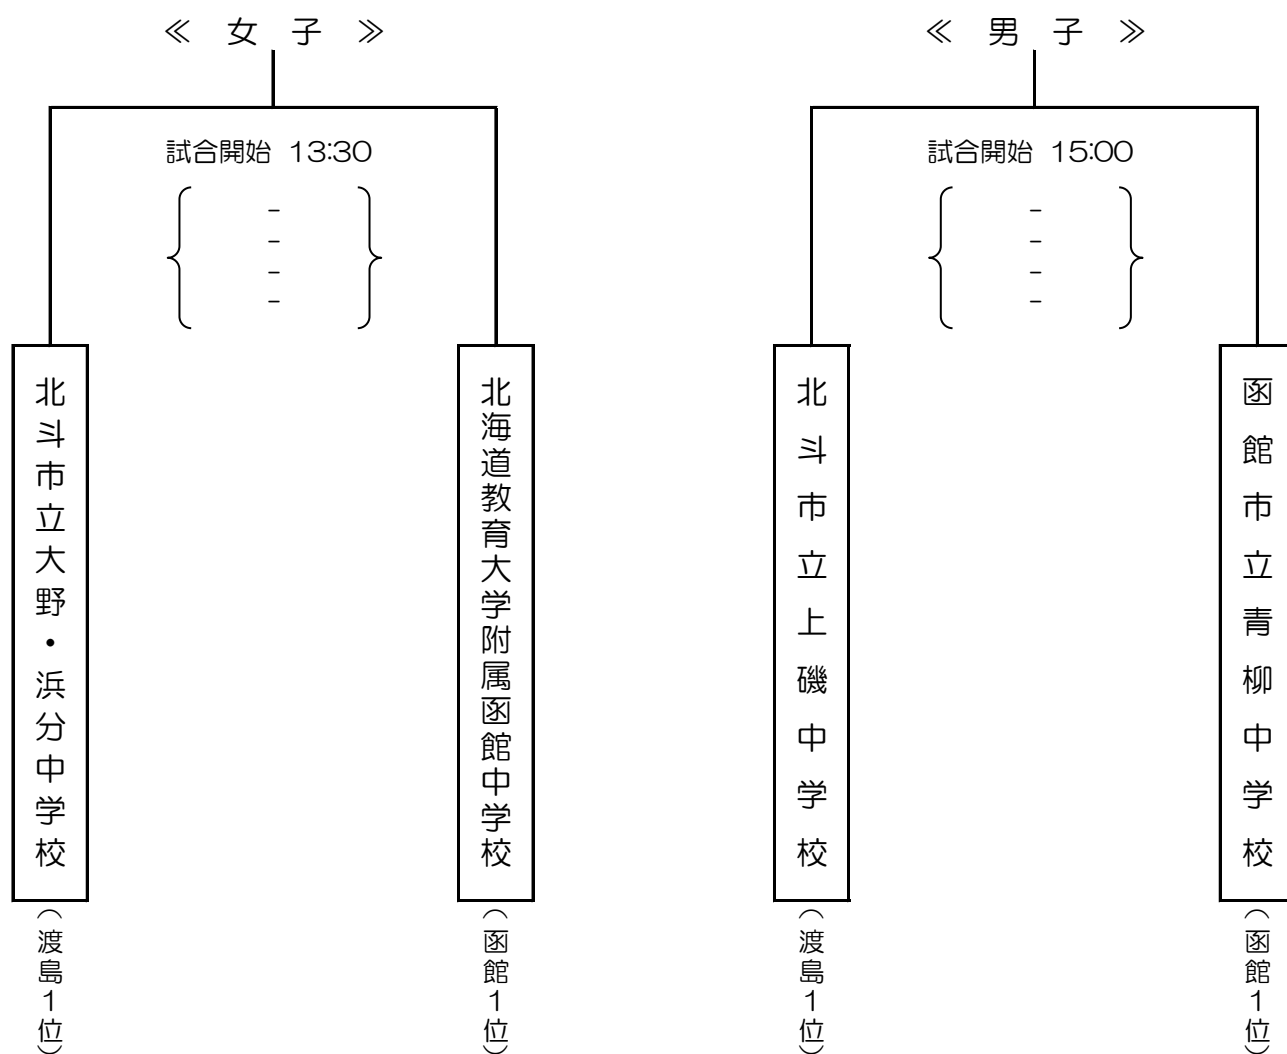 ≪ 女 子 ≫
試合開始 13:30
-
-
-
-
北斗市立大野・浜分中学校
(渡島1位)
北海道教育大学附属函館中学校
(函館1位)
≪ 男 子 ≫
試合開始 15:00
-
-
-
-
北斗市立上磯中学校
(渡島1位)
函館市立青柳中学校
(函館1位)